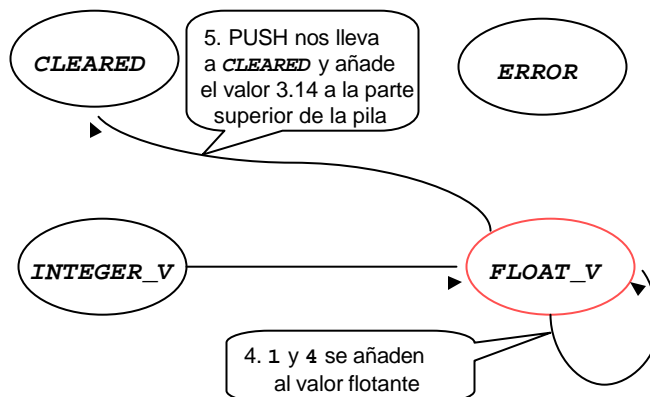 CLEARED
5. PUSH nos lleva
a CLEARED y añade
el valor 3.14 a la parte
superior de la pila
ERROR
INTEGER_V
FLOAT_V
4. 1 y 4 se añaden
al valor flotante